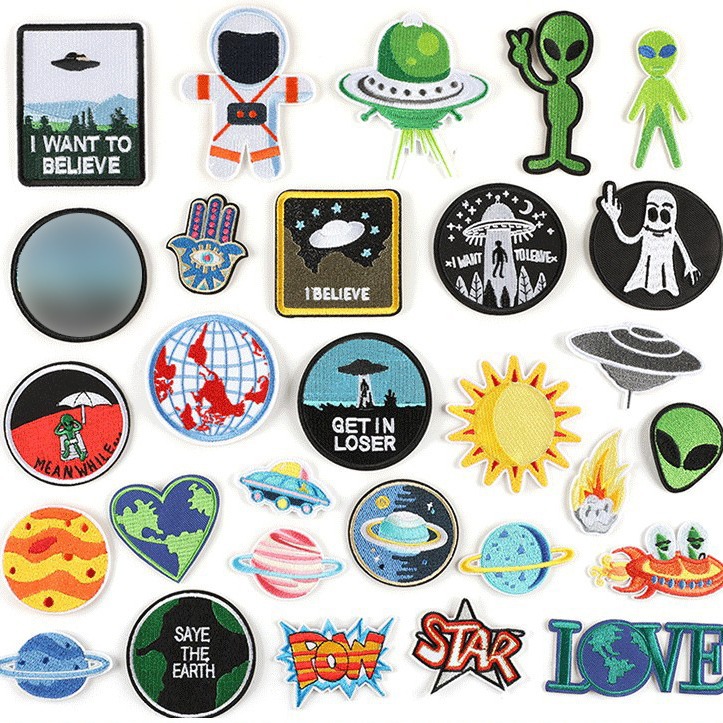 I WANT TO
BELIEVE
I BELIEVE
I WANT TO LEAVE
MEANWHILE...
GET IN
LOSER
SAVE
THE
EARTH
POW
STAR
LOVE